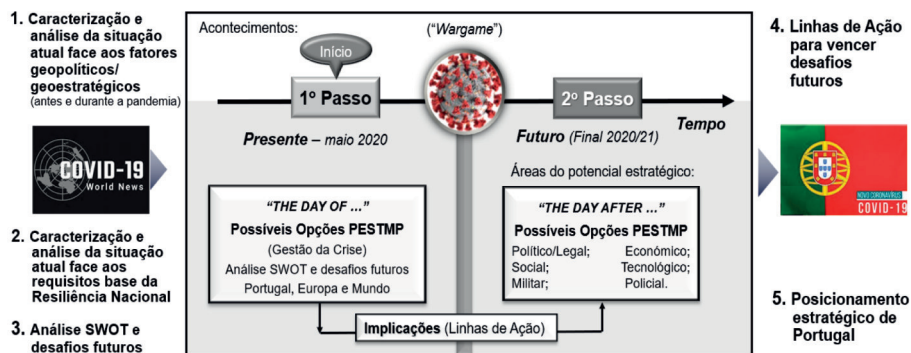 1. Caracterização e
análise da situação
atual face aos fatores
geopolíticos/
geoestratégicos
(antes e durante a pandemia)
COVID-19
World News
2. Caracterização e
análise da situação
atual face aos
requisitos base da
Resiliência Nacional
3. Análise SWOT e
desafios futuros
Acontecimentos:
("Wargame")
Início
1º Passo
2º Passo
Tempo
Presente – maio 2020
Futuro (Final 2020/21)
Áreas do potencial estratégico:
"THE DAY OF ..."
Possíveis Opções PESTMP
(Gestão da Crise)
Análise SWOT e desafios futuros
Portugal, Europa e Mundo
"THE DAY AFTER ..."
Possíveis Opções PESTMP
Político/Legal; Económico;
Social; Tecnológico;
Militar; Policial.
Implicações (Linhas de Ação)
4. Linhas de Ação
para vencer
desafios
futuros
NOVO CORONAVÍRUS
COVID-19
5. Posicionamento
estratégico de
Portugal